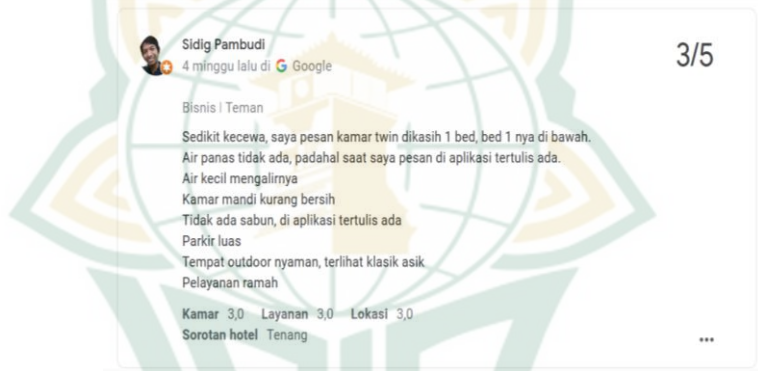 Sidig Pambudi
3/5
4 minggu lalu di Google
Bisnis | Teman
Sedikit kecewa, saya pesan kamar twin dikasih 1 bed, bed 1 nya di bawah.
Air panas tidak ada, padahal saat saya pesan di aplikasi tertulis ada.
Air kecil mengalirnya
Kamar mandi kurang bersih
Tidak ada sabun, di aplikasi tertulis ada
Parkir luas
Tempat outdoor nyaman, terlihat klasik asik
Pelayanan ramah
Kamar 3,0 Layanan 3,0 Lokasi 3,0
Sorotan hotel Tenang